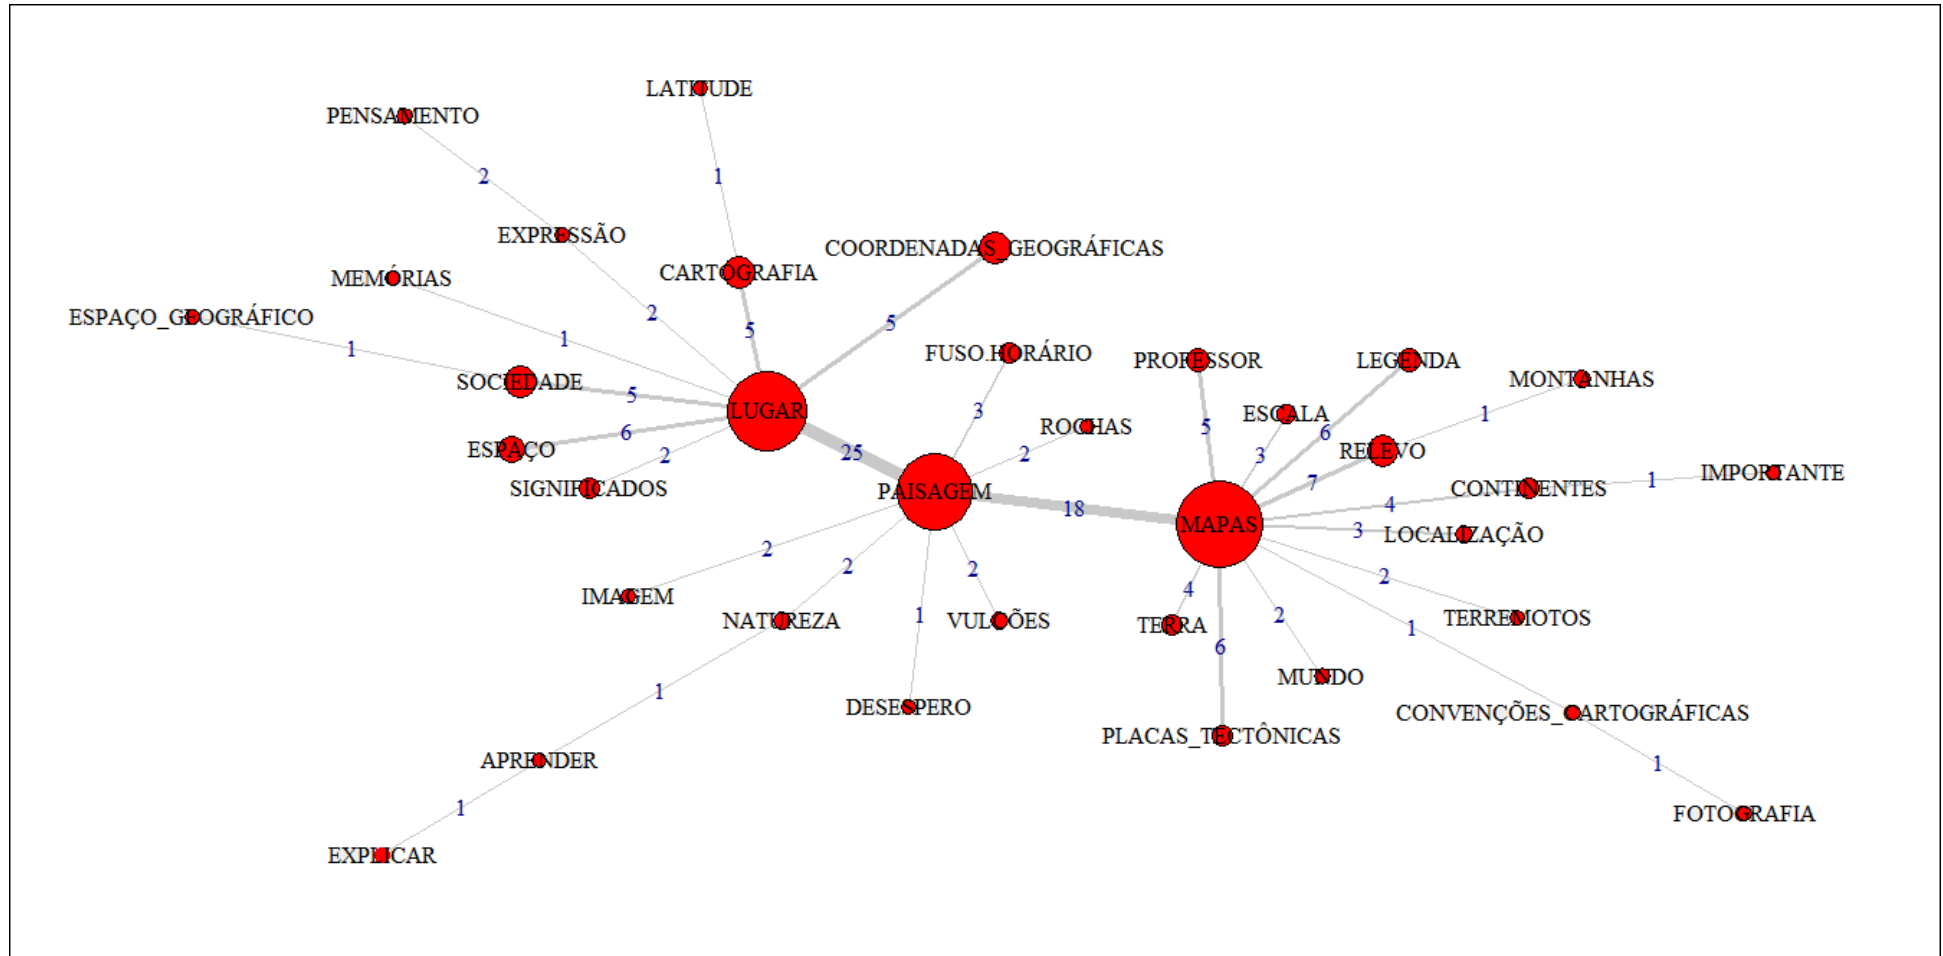 LATITUDE
PENSAMENTO
2
1
EXPRESSÃO
COORDENADAS_GEOGRÁFICAS
CARTOGRAFIA
MEMÓRIAS
ESPAÇO_GEOGRÁFICO
2
5
5
1
1
FUSO.HORÁRIO
PROFESSOR
LEGENDA
MONTANHAS
SOCIEDADE
5
LUGAR
3
ESCALA
1
ROCHAS
5
6
6
ESPAÇO
RELEVO
25
2
3
2
IMPORTANTE
SIGNIFICADOS
PAISAGEM
7
CONTINENTES
1
18
4
MAPAS
3
LOCALIZAÇÃO
2
2
2
4
2
IMAGEM
NATUREZA
1
VULCÕES
TERRA
2
1
TERREMOTOS
6
MUNDO
1
DESESPERO
CONVENÇÕES_CARTOGRÁFICAS
PLACAS_TECTÔNICAS
APRENDER
1
1
FOTOGRAFIA
EXPLICAR